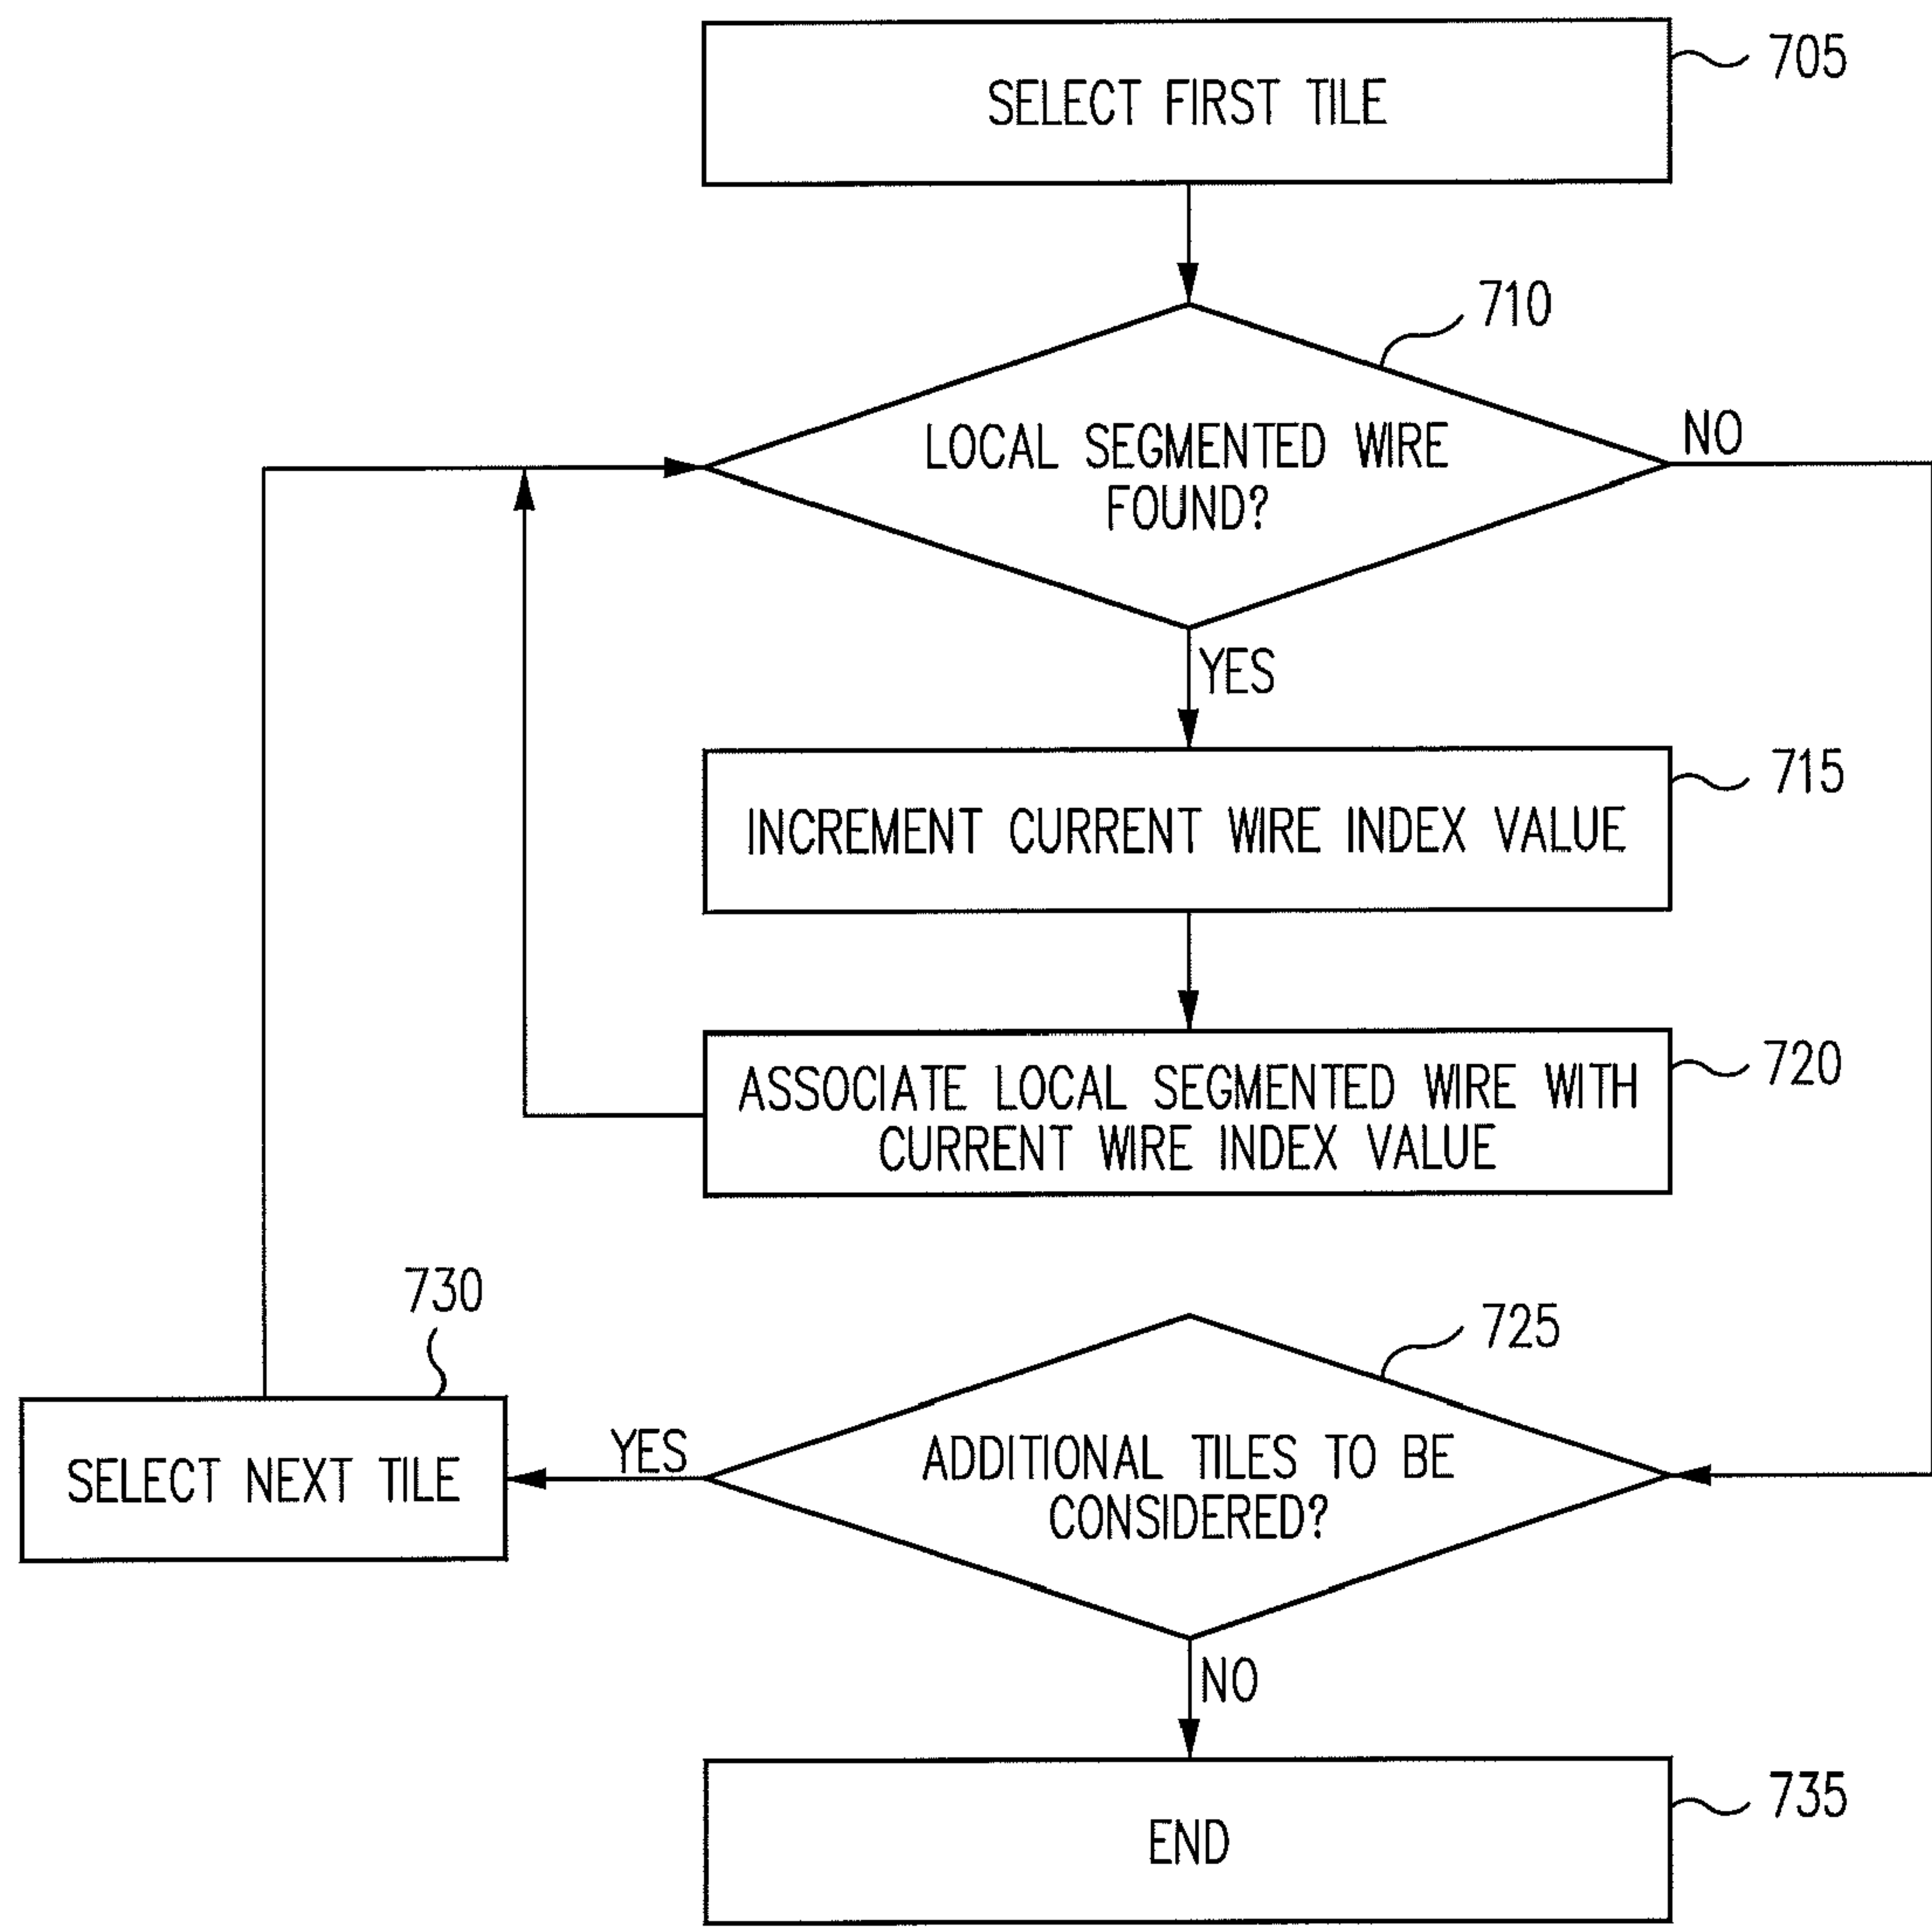 SELECT FIRST TILE
705
710
LOCAL SEGMENTED WIRE
FOUND?
NO
YES
INCREMENT CURRENT WIRE INDEX VALUE
715
ASSOCIATE LOCAL SEGMENTED WIRE WITH
CURRENT WIRE INDEX VALUE
720
730
SELECT NEXT TILE
YES
725
ADDITIONAL TILES TO BE
CONSIDERED?
NO
END
735